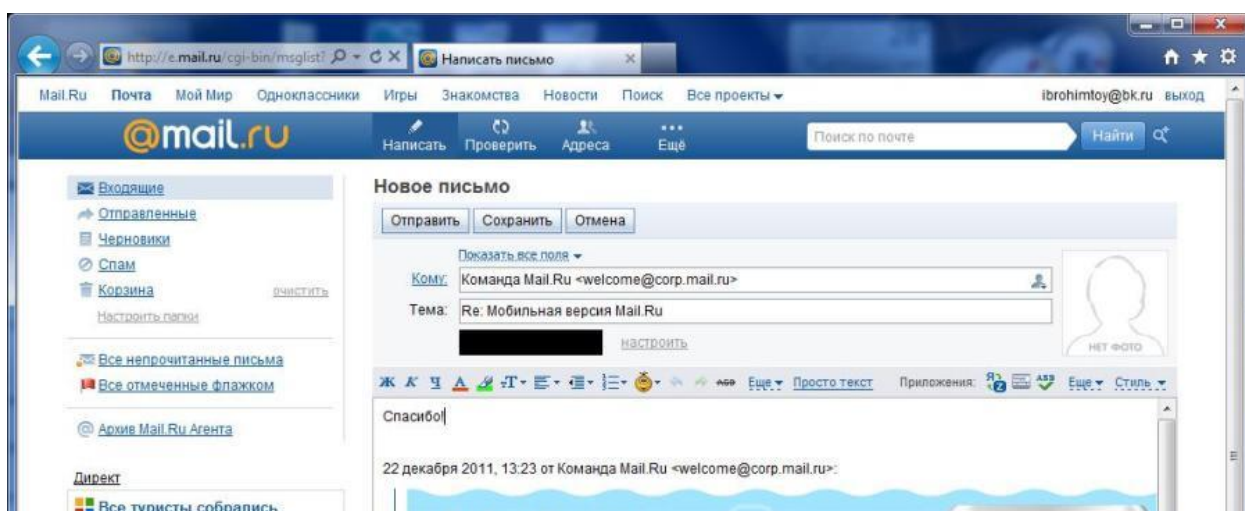 http://e.mail.ru/cgi-bin/msglist?
Написать письмо
Mail.Ru Почта Мой Мир Одноклассники Игры Знакомства Новости Поиск Все проекты ibrohimtoy@bk.ru выход
@mail.ru
Написать Проверить Адреса Ещё Поиск по почте Найти
Входящие
Отправленные
Черновики
Спам
Корзина очистить
Настроить папки
Все непрочитанные письма
Все отмеченные флажком
Архив Mail.Ru Агента
Директ
Все туристы собрались
Новое письмо
Отправить Сохранить Отмена
Показать все поля
Кому: Команда Mail.Ru <welcome@corp.mail.ru>
Тема: Re: Мобильная версия Mail.Ru
настроить
НЕТ ФОТО
Ж К Ч А Т ABC Еще Просто текст Приложения: Я 2 ABC Еще Стиль
Спасибо!
22 декабря 2011, 13:23 от Команда Mail.Ru <welcome@corp.mail.ru>: